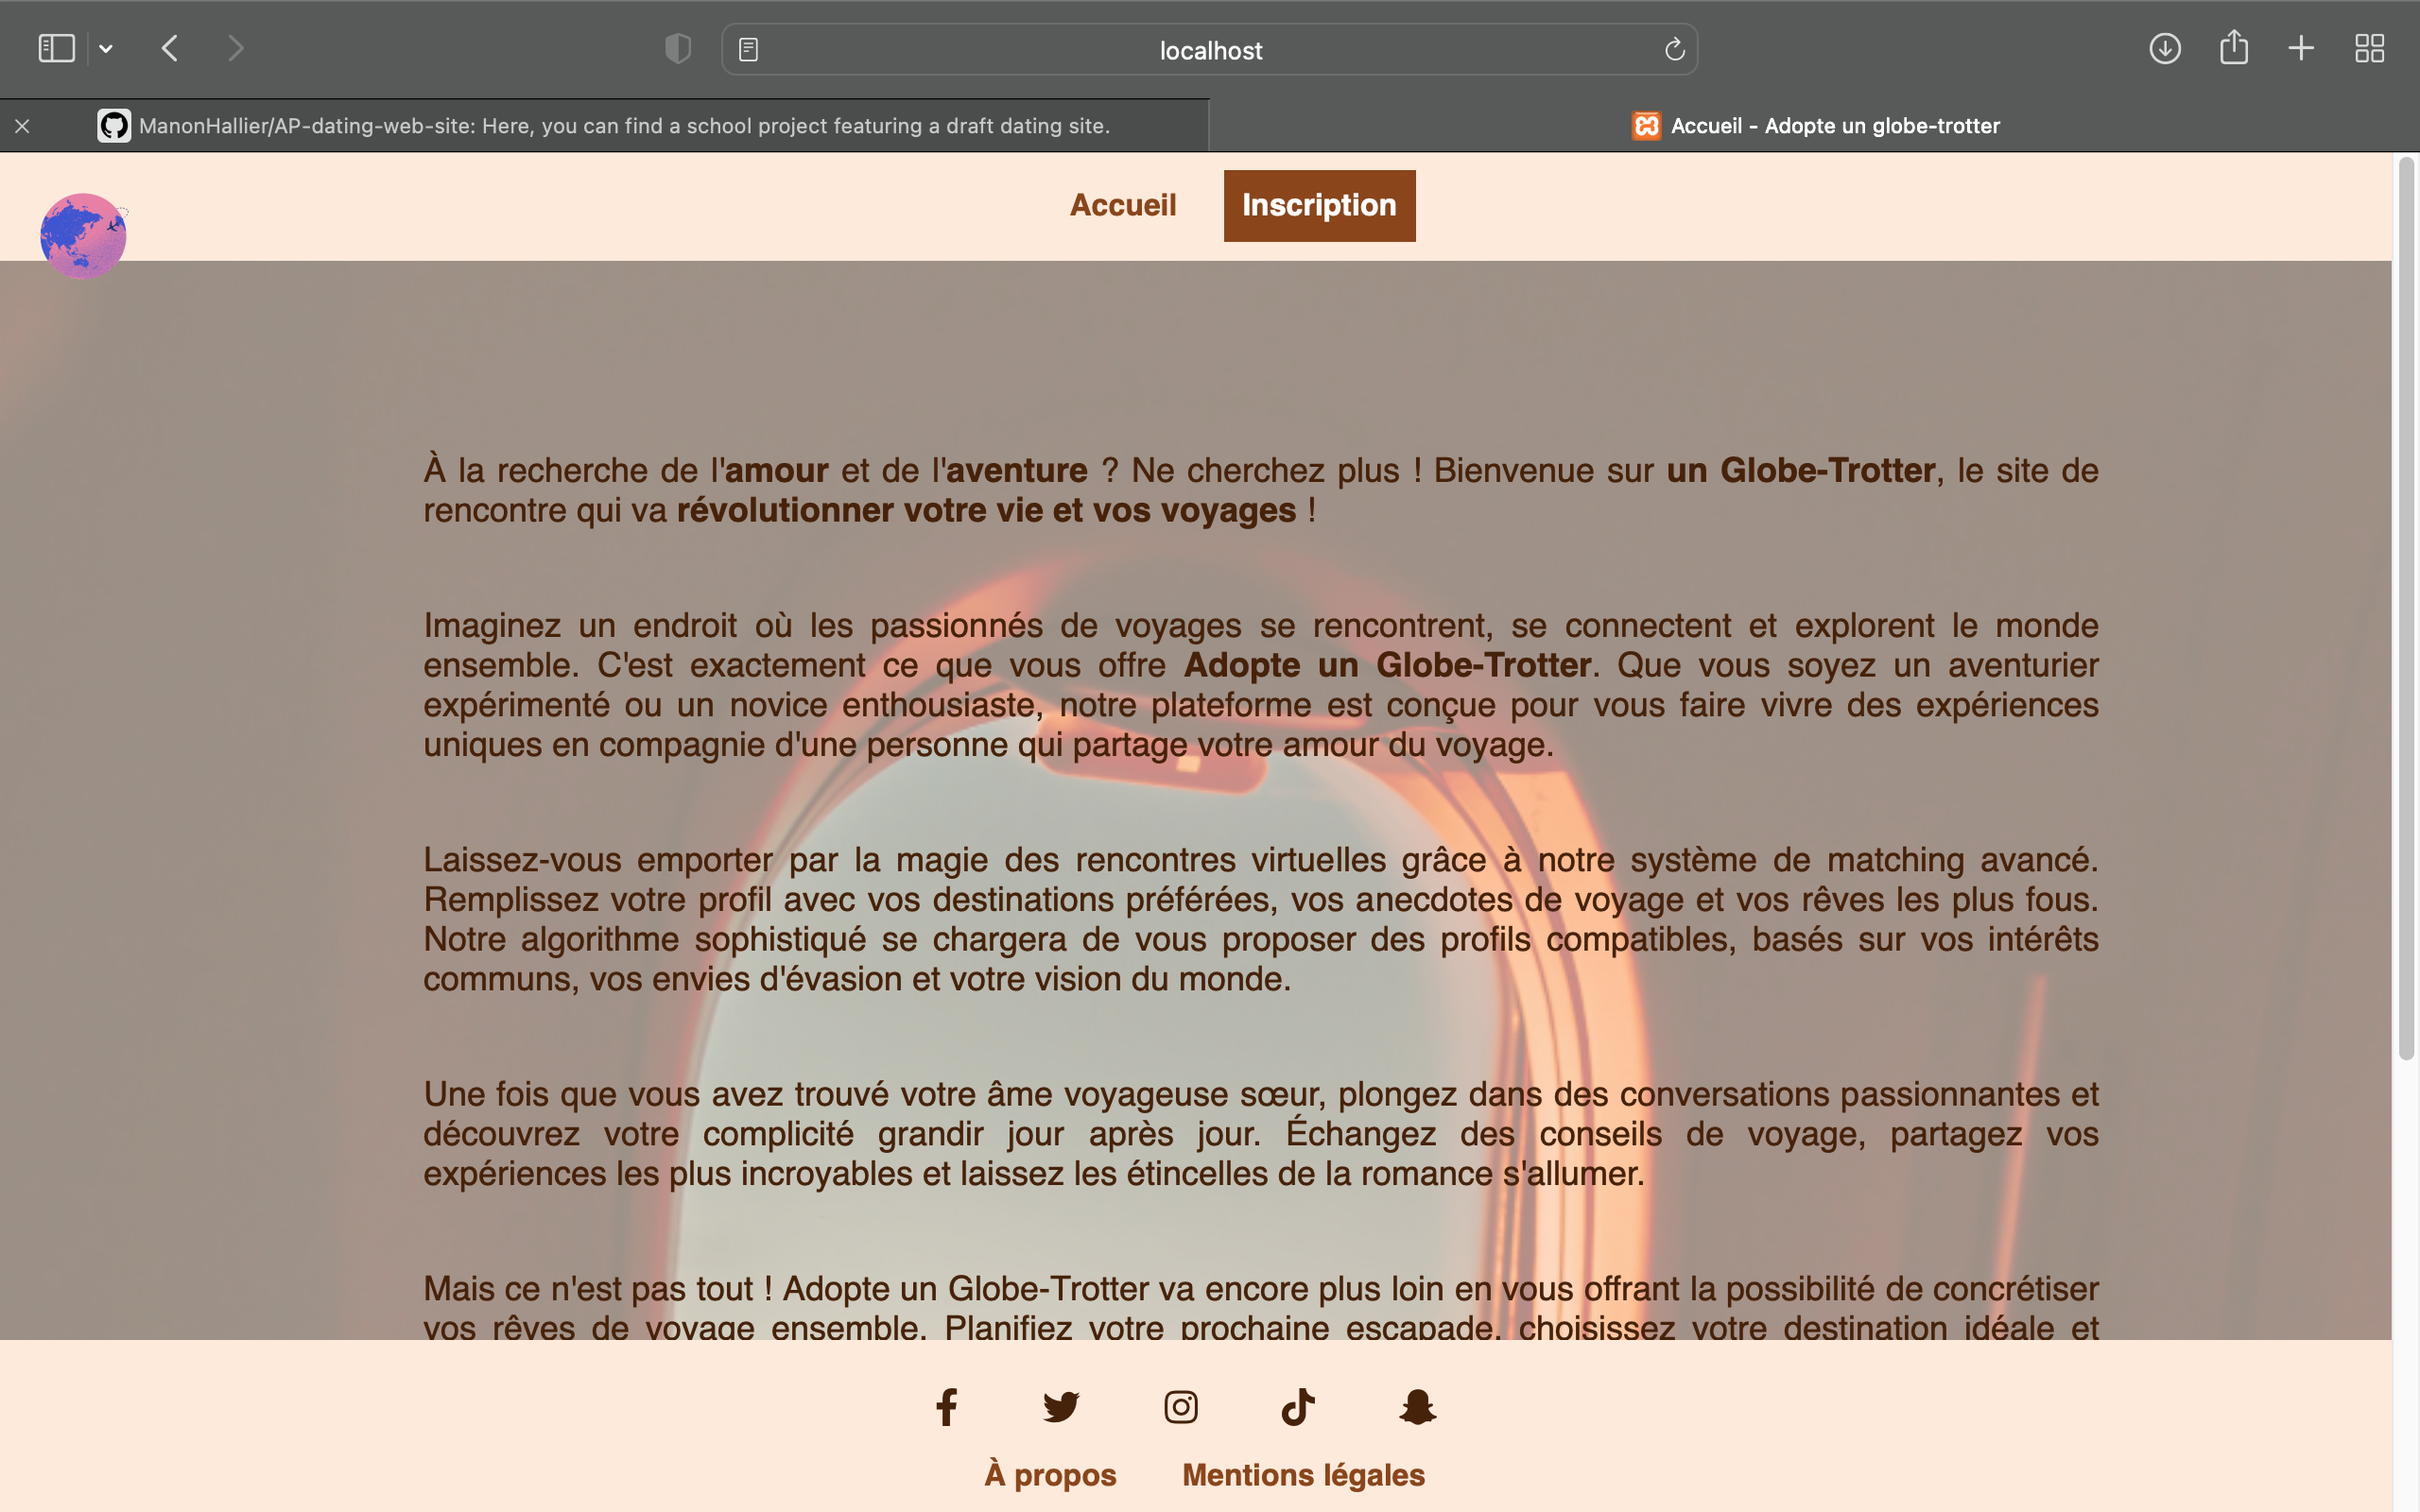 localhost
ManonHallier/AP-dating-web-site: Here, you can find a school project featuring a draft dating site.
Accueil - Adopte un globe-trotter
Accueil
Inscription
À la recherche de l'amour et de l'aventure ? Ne cherchez plus ! Bienvenue sur un Globe-Trotter, le site de
rencontre qui va révolutionner votre vie et vos voyages !
Imaginez un endroit où les passionnés de voyages se rencontrent, se connectent et explorent le monde
ensemble. C'est exactement ce que vous offre Adopte un Globe-Trotter. Que vous soyez un aventurier
expérimenté ou un novice enthousiaste, notre plateforme est conçue pour vous faire vivre des expériences
uniques en compagnie d'une personne qui partage votre amour du voyage.
Laissez-vous emporter par la magie des rencontres virtuelles grâce à notre système de matching avancé.
Remplissez votre profil avec vos destinations préférées, vos anecdotes de voyage et vos rêves les plus fous.
Notre algorithme sophistiqué se chargera de vous proposer des profils compatibles, basés sur vos intérêts
communs, vos envies d'évasion et votre vision du monde.
Une fois que vous avez trouvé votre âme voyageuse sœur, plongez dans des conversations passionnantes et
découvrez votre complicité grandir jour après jour. Échangez des conseils de voyage, partagez vos
expériences les plus incroyables et laissez les étincelles de la romance s'allumer.
Mais ce n'est pas tout ! Adopte un Globe-Trotter va encore plus loin en vous offrant la possibilité de concrétiser
vos rêves de voyage ensemble. Planifiez votre prochaine escapade, choisissez votre destination idéale et
À propos
Mentions légales